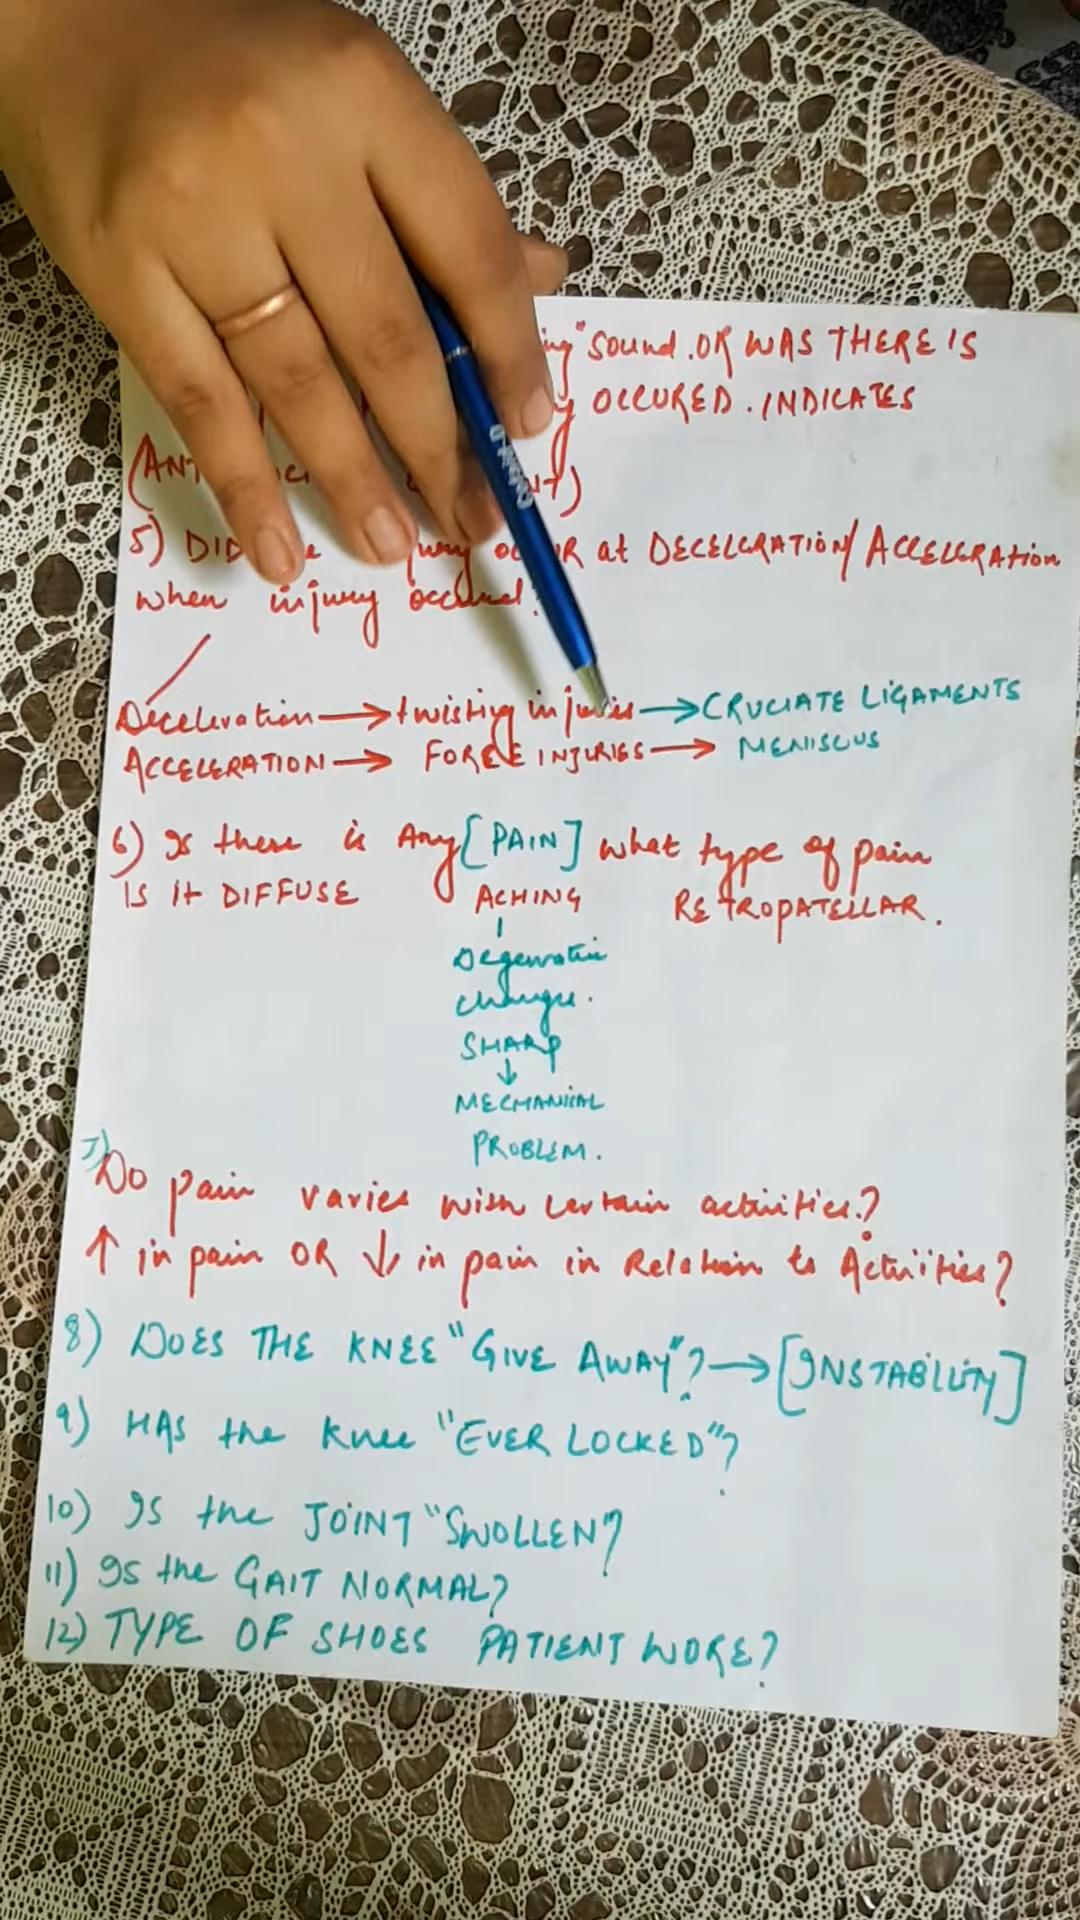 ing" SOUND. OR WAS THERE IS
OCCURED. INDICATES
(ANT
5) DID OCCUR at DECELERATION/ACCELERATION
when injury occured?
Deceleration → twisting injuries → CRUCIATE LIGAMENTS
ACCELERATION → FORCE INJURIES → MENISCUS
6) Is there is Any [PAIN] what type of pain
IS it DIFFUSE ACHING RETROPATELLAR.
Degenratin
changes.
SHARP
↓
MECHANICAL
PROBLEM.
7) Do pain varies with certain activities?
↑ in pain OR ↓ in pain in Relation to Activities?
8) DOES THE KNEE "GIVE AWAY"? → [INSTABILITY]
9) HAS the knee "EVER LOCKED"?
10) Is the JOINT "SWOLLEN?
11) Is the GAIT NORMAL?
12) TYPE OF SHOES PATIENT WORE?